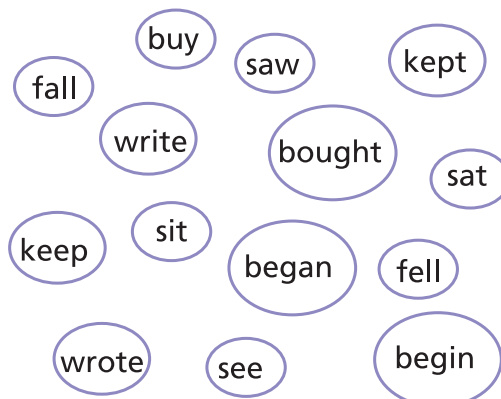 buy
saw
kept
fall
write
bought
sat
sit
keep
began
fell
wrote
see
begin